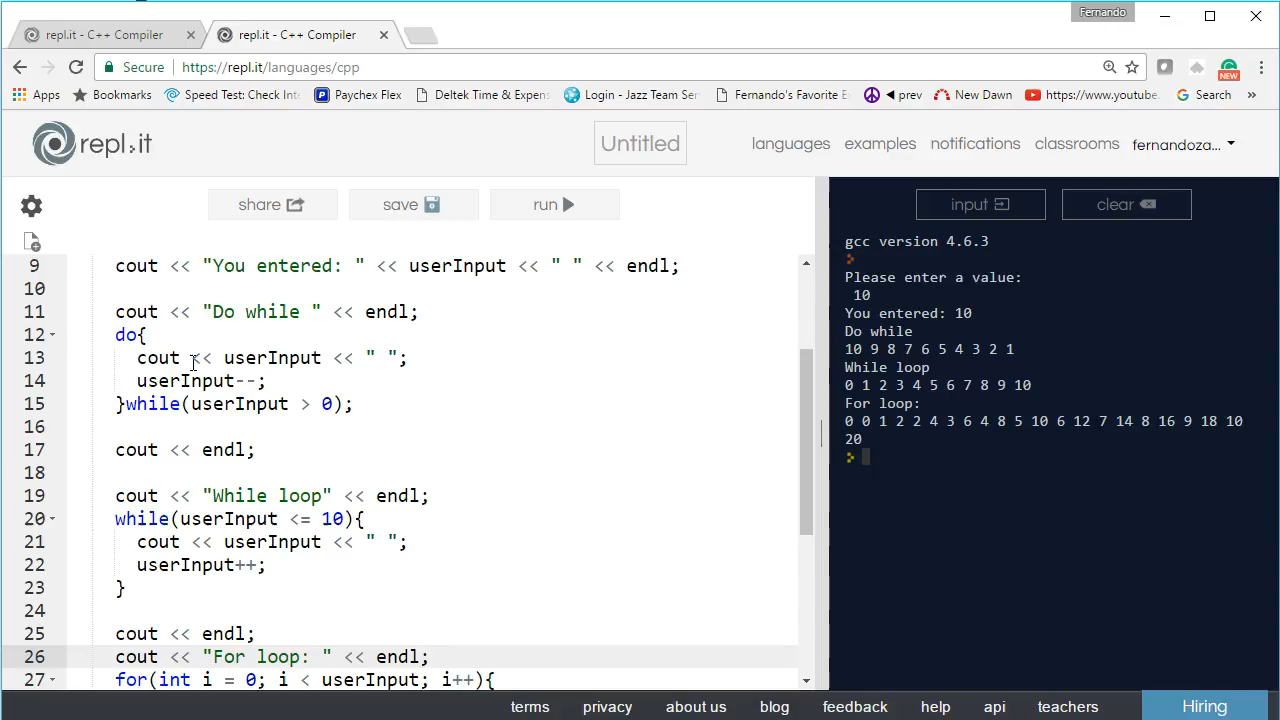 Fernando
repl.it - C++ Compiler
repl.it - C++ Compiler
Secure https://repl.it/languages/cpp
NEW
Apps Bookmarks Speed Test: Check Inte Paychex Flex Deltek Time & Expens Login - Jazz Team Ser Fernando's Favorite E prev New Dawn https://www.youtube. Search »
repl.it Untitled languages examples notifications classrooms fernandoza...
share save run input clear
9 cout << "You entered: " << userInput << " " << endl;
10
11 cout << "Do while " << endl;
12 do{
13 cout << userInput << " ";
14 userInput--;
15 }while(userInput > 0);
16
17 cout << endl;
18
19 cout << "While loop" << endl;
20 while(userInput <= 10){
21 cout << userInput << " ";
22 userInput++;
23 }
24
25 cout << endl;
26 cout << "For loop: " << endl;
27 for(int i = 0; i < userInput; i++){
gcc version 4.6.3
Please enter a value:
10
You entered: 10
Do while
10 9 8 7 6 5 4 3 2 1
While loop
0 1 2 3 4 5 6 7 8 9 10
For loop:
0 0 1 2 2 4 3 6 4 8 5 10 6 12 7 14 8 16 9 18 10
20
terms privacy about us blog feedback help api teachers Hiring